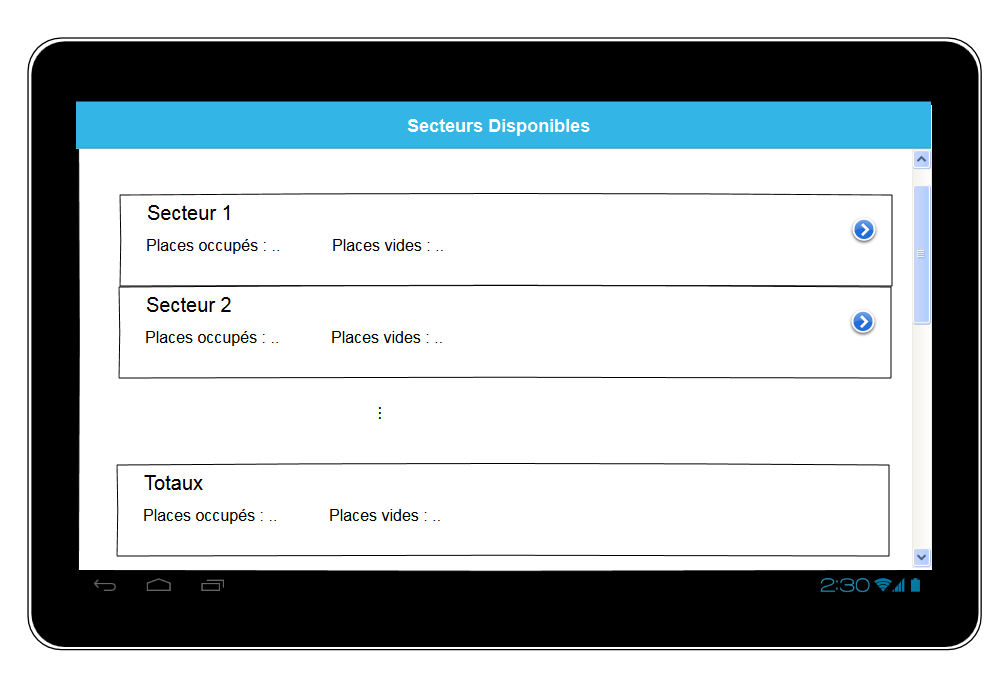 Secteurs Disponibles
Secteur 1
Places occupés : .. Places vides : ..
Secteur 2
Places occupés : .. Places vides : ..
⋮
Totaux
Places occupés : .. Places vides : ..
2:30